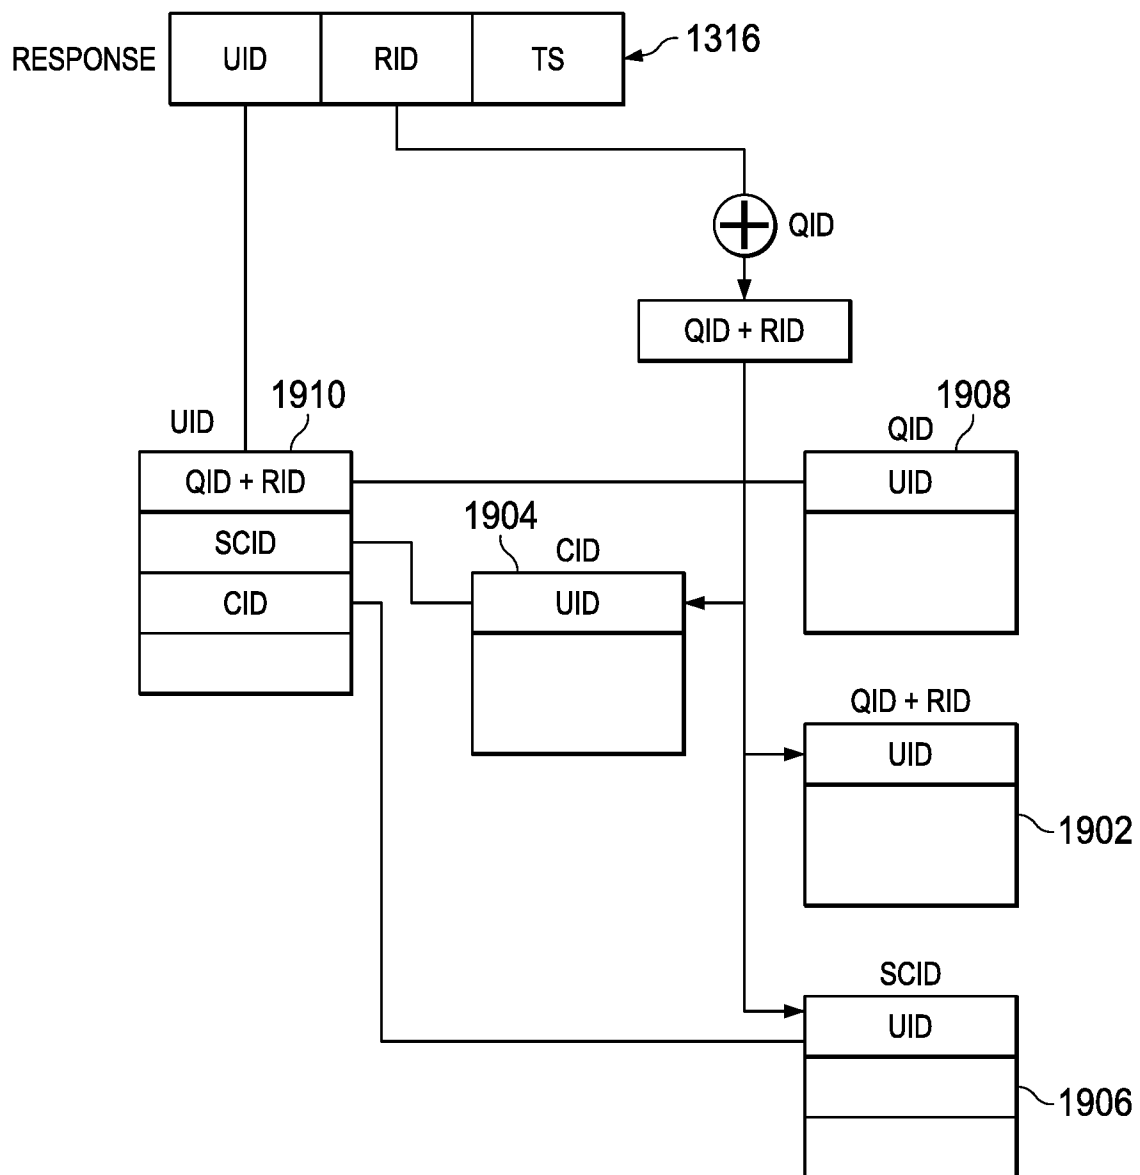 1316
RESPONSE UID RID TS
QID
QID + RID
1910
1908
UID
QID
QID + RID
UID
1904
SCID
CID
CID
UID
QID + RID
UID
1902
SCID
UID
1906